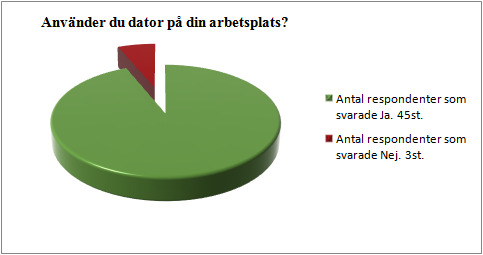 Använder du dator på din arbetsplats?
Antal respondenter som
svarade Ja. 45st.
Antal respondenter som
svarade Nej. 3st.